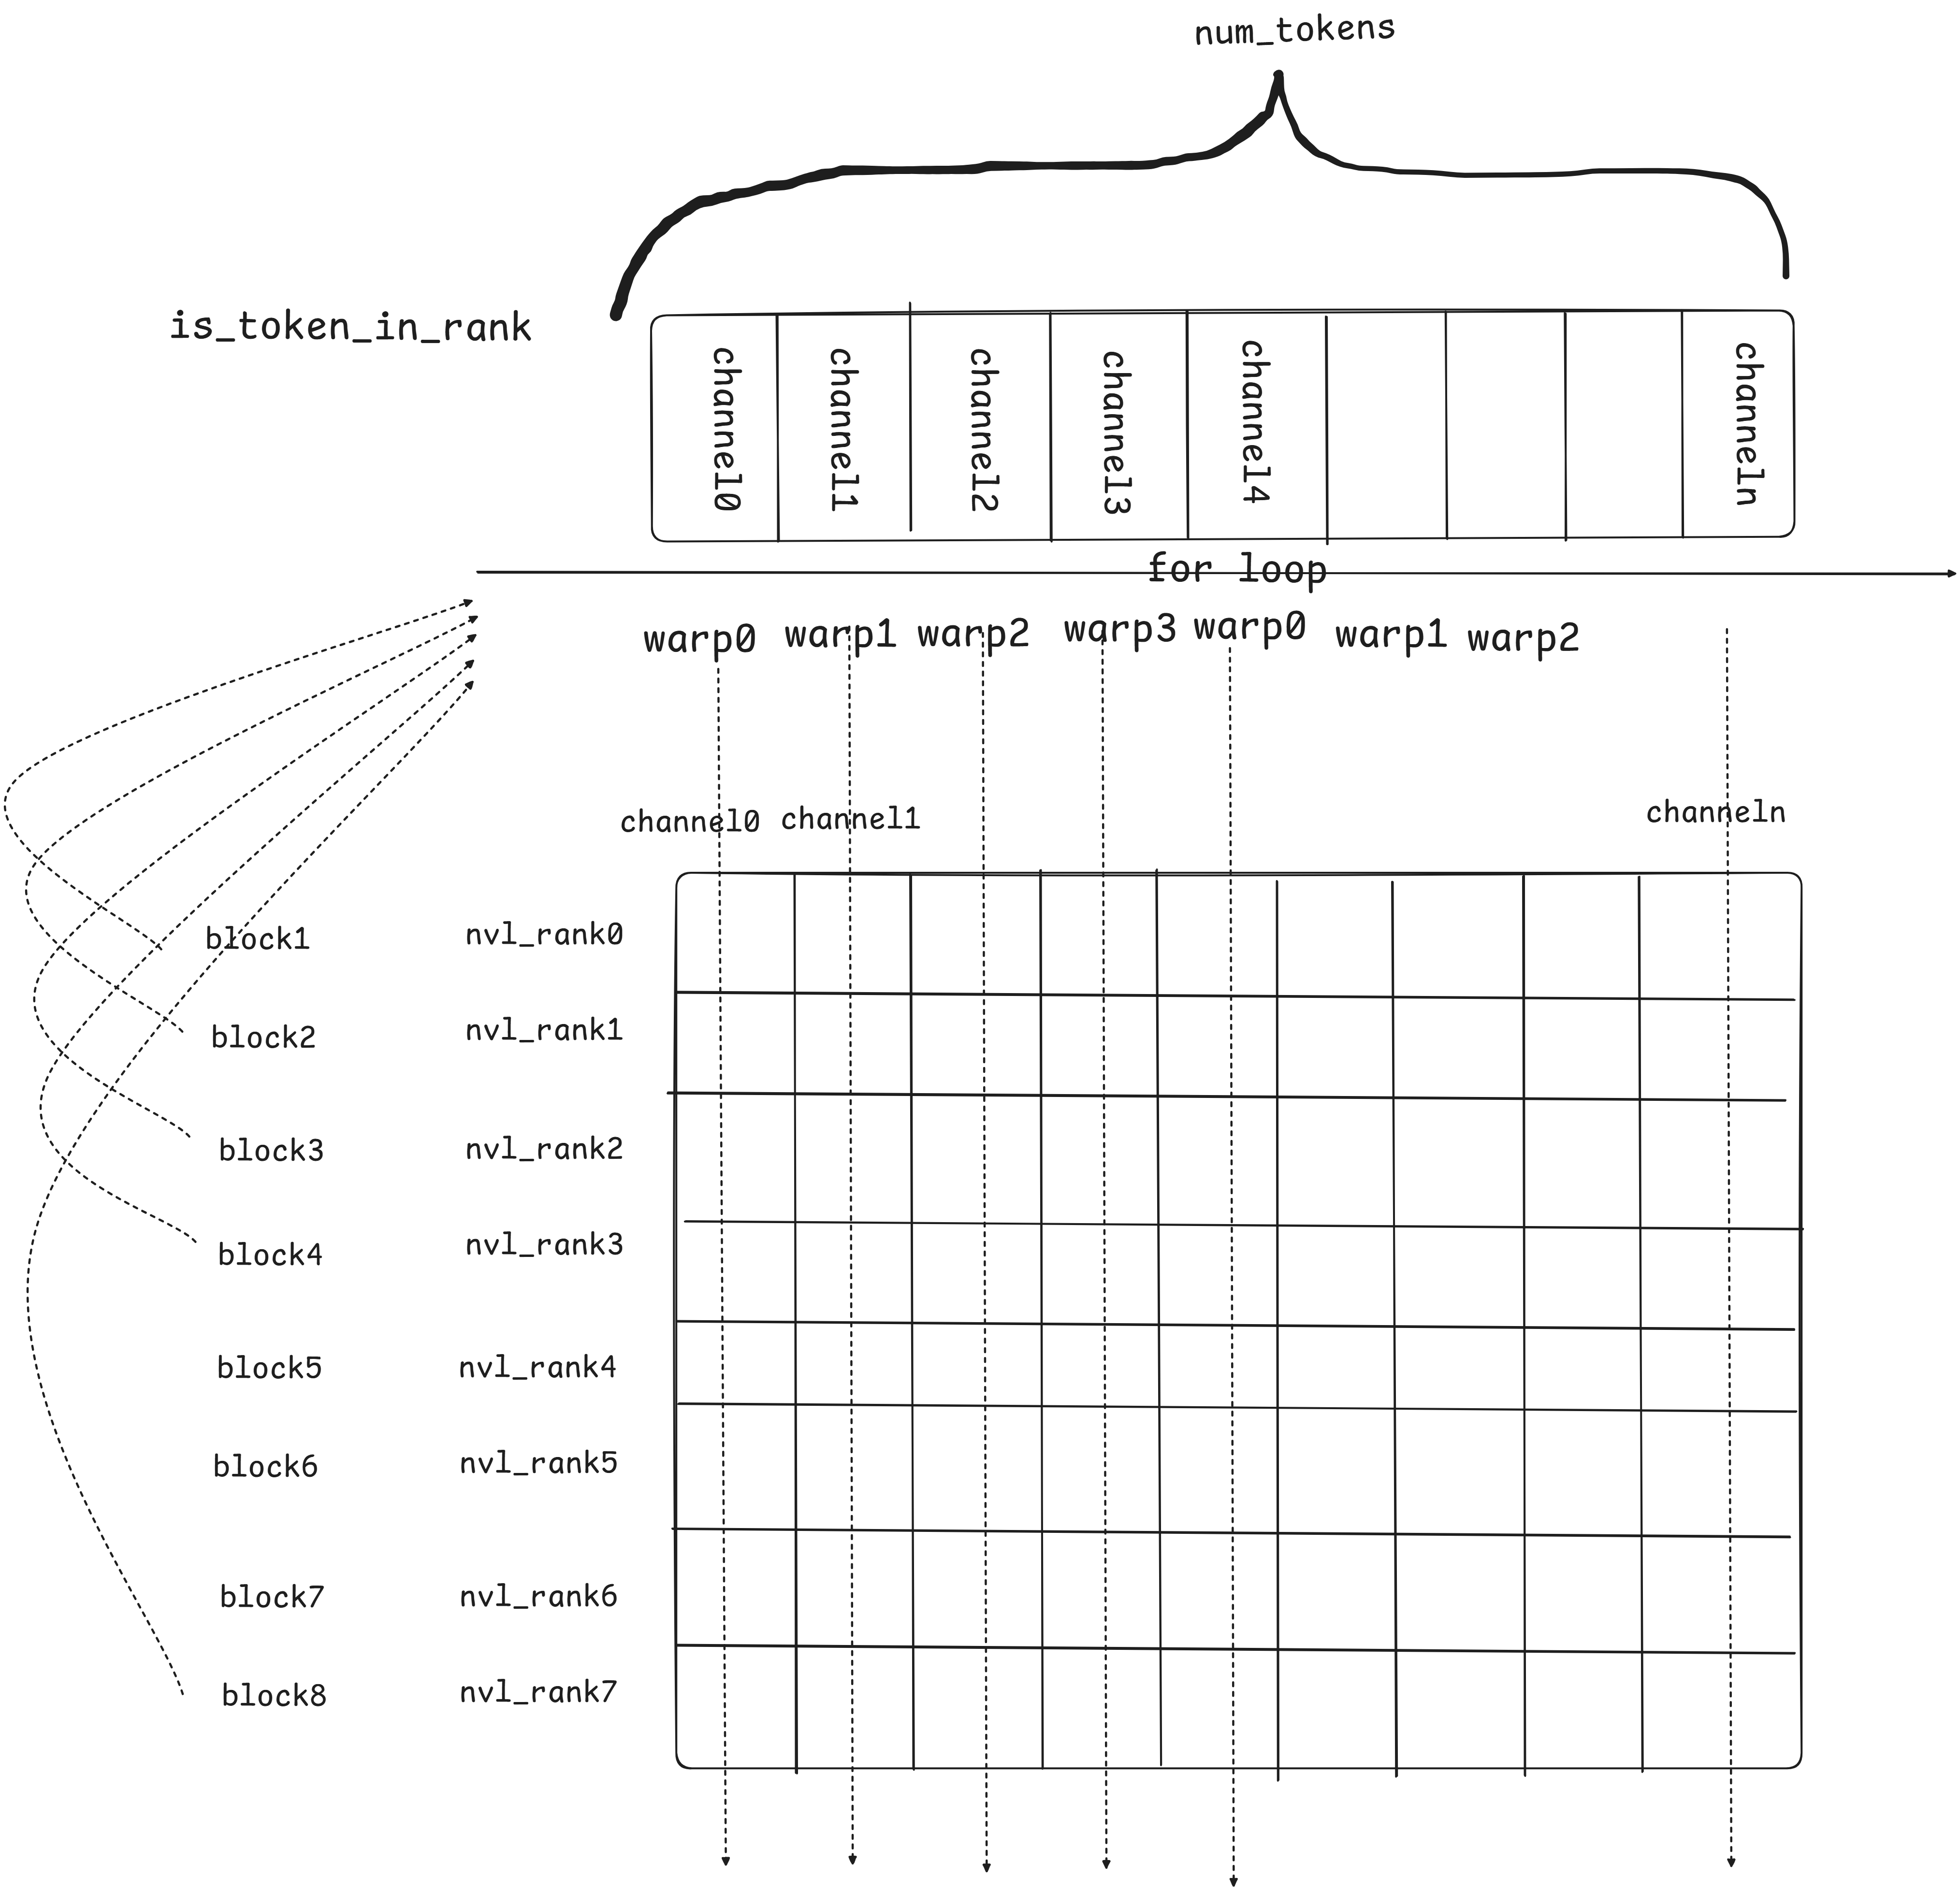 num_tokens
is_token_in_rank
channel0 channel1 channel2 channel3 channel4 channeln
for loop
warp0 warp1 warp2 warp3 warp0 warp1 warp2
channel0 channel1 channeln
block1 nvl_rank0
block2 nvl_rank1
block3 nvl_rank2
block4 nvl_rank3
block5 nvl_rank4
block6 nvl_rank5
block7 nvl_rank6
block8 nvl_rank7